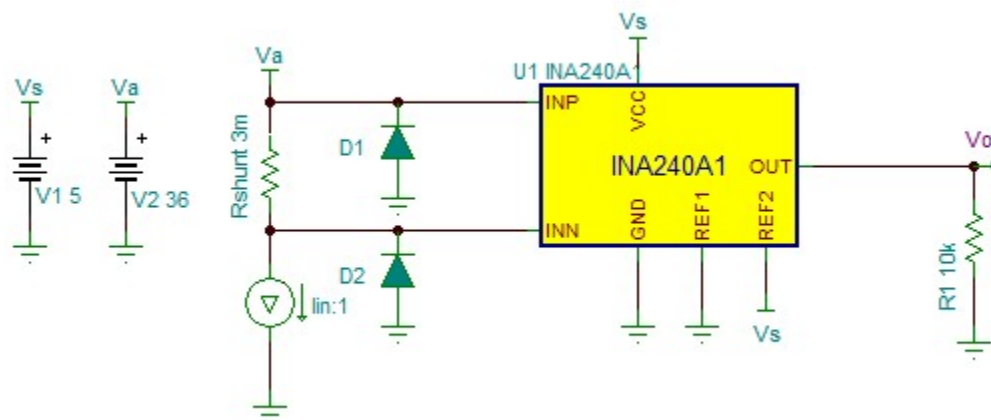 Vs
Va
V1 5
V2 36
Va
Rshunt 3m
Iin:1
D1
D2
Vs
U1 INA240A1
INP
VCC
INA240A1
OUT
INN
GND
REF1
REF2
Vs
Vo
R1 10k